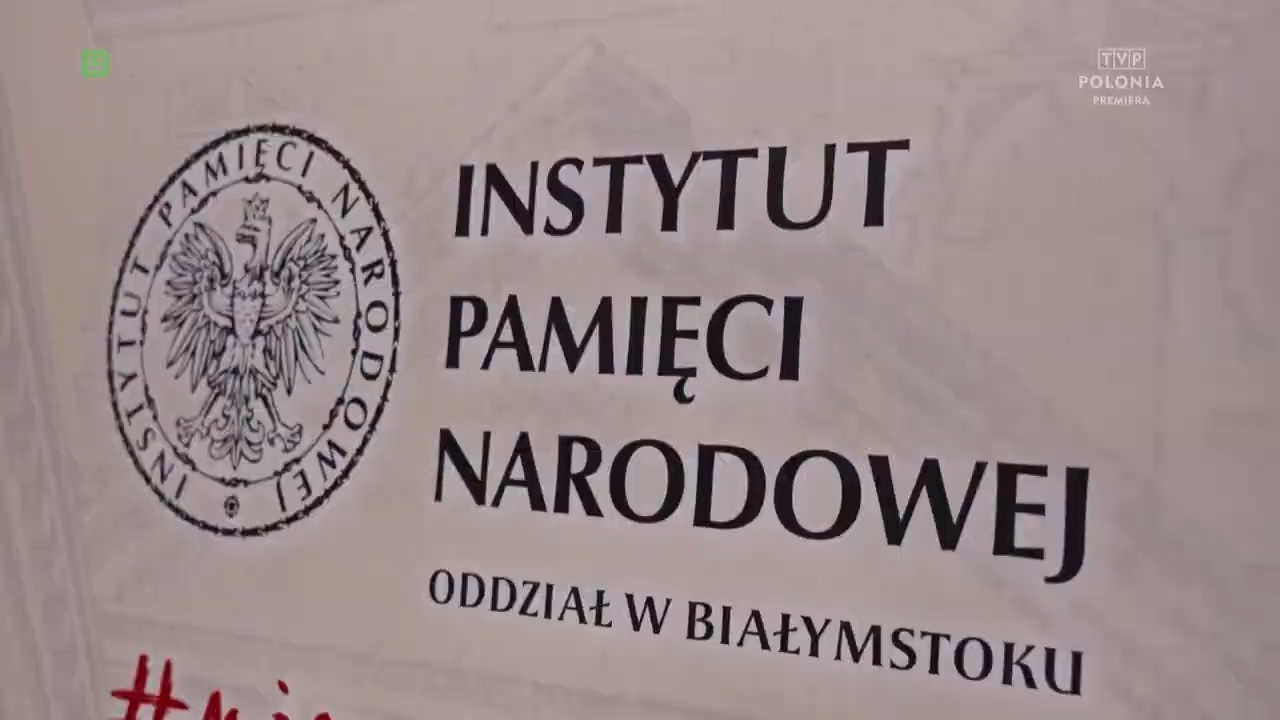 TVP
POLONIA
PREMIERA
INSTYTUT PAMIĘCI NARODOWEJ
INSTYTUT
PAMIĘCI
NARODOWEJ
ODDZIAŁ W BIAŁYMSTOKU